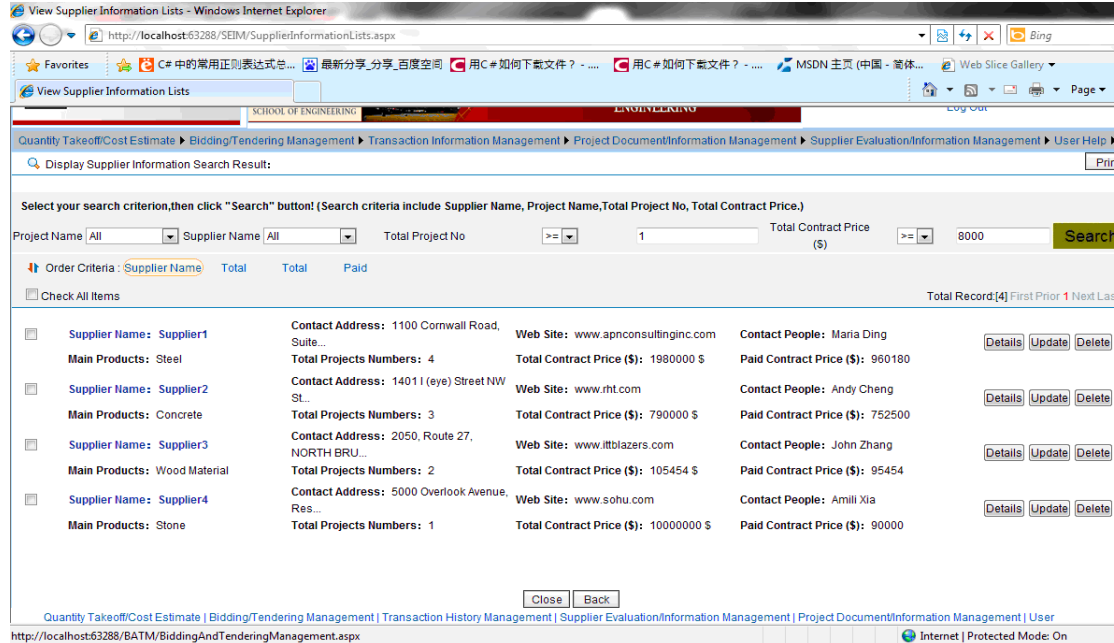 View Supplier Information Lists - Windows Internet Explorer
http://localhost:63288/SEIM/SupplierInformationLists.aspx
Bing
Favorites
C# 中的常用正则表达式总...
最新分享_分享_百度空间
用C#如何下载文件？- ....
用C#如何下载文件？- ....
MSDN 主页 (中国 - 简体...
Web Slice Gallery
View Supplier Information Lists
Page
SCHOOL OF ENGINEERING
ENGINEERING
Log Out
Quantity Takeoff/Cost Estimate Bidding/Tendering Management Transaction Information Management Project Document/Information Management Supplier Evaluation/Information Management User Help
Display Supplier Information Search Result:
Select your search criterion,then click "Search" button! (Search criteria include Supplier Name, Project Name,Total Project No, Total Contract Price.)
Project Name All Supplier Name All Total Project No >= 1 Total Contract Price ($) >= 8000 Search
Order Criteria : Supplier Name Total Total Paid
Check All Items
Total Record:[4] First Prior 1 Next
Supplier Name: Supplier1
Contact Address: 1100 Cornwall Road, Suite...
Web Site: www.apnconsultinginc.com
Contact People: Maria Ding
Details Update Delete
Main Products: Steel
Total Projects Numbers: 4
Total Contract Price ($): 1980000 $
Paid Contract Price ($): 960180
Supplier Name: Supplier2
Contact Address: 1401 I (eye) Street NW St...
Web Site: www.rht.com
Contact People: Andy Cheng
Details Update Delete
Main Products: Concrete
Total Projects Numbers: 3
Total Contract Price ($): 790000 $
Paid Contract Price ($): 752500
Supplier Name: Supplier3
Contact Address: 2050, Route 27, NORTH BRU...
Web Site: www.ittblazers.com
Contact People: John Zhang
Details Update Delete
Main Products: Wood Material
Total Projects Numbers: 2
Total Contract Price ($): 105454 $
Paid Contract Price ($): 95454
Supplier Name: Supplier4
Contact Address: 5000 Overlook Avenue, Res...
Web Site: www.sohu.com
Contact People: Amili Xia
Details Update Delete
Main Products: Stone
Total Projects Numbers: 1
Total Contract Price ($): 10000000 $
Paid Contract Price ($): 90000
Close Back
Quantity Takeoff/Cost Estimate | Bidding/Tendering Management | Transaction History Management | Supplier Evaluation/Information Management | Project Document/Information Management | User
http://localhost:63288/BATM/BiddingAndTenderingManagement.aspx
Internet | Protected Mode: On